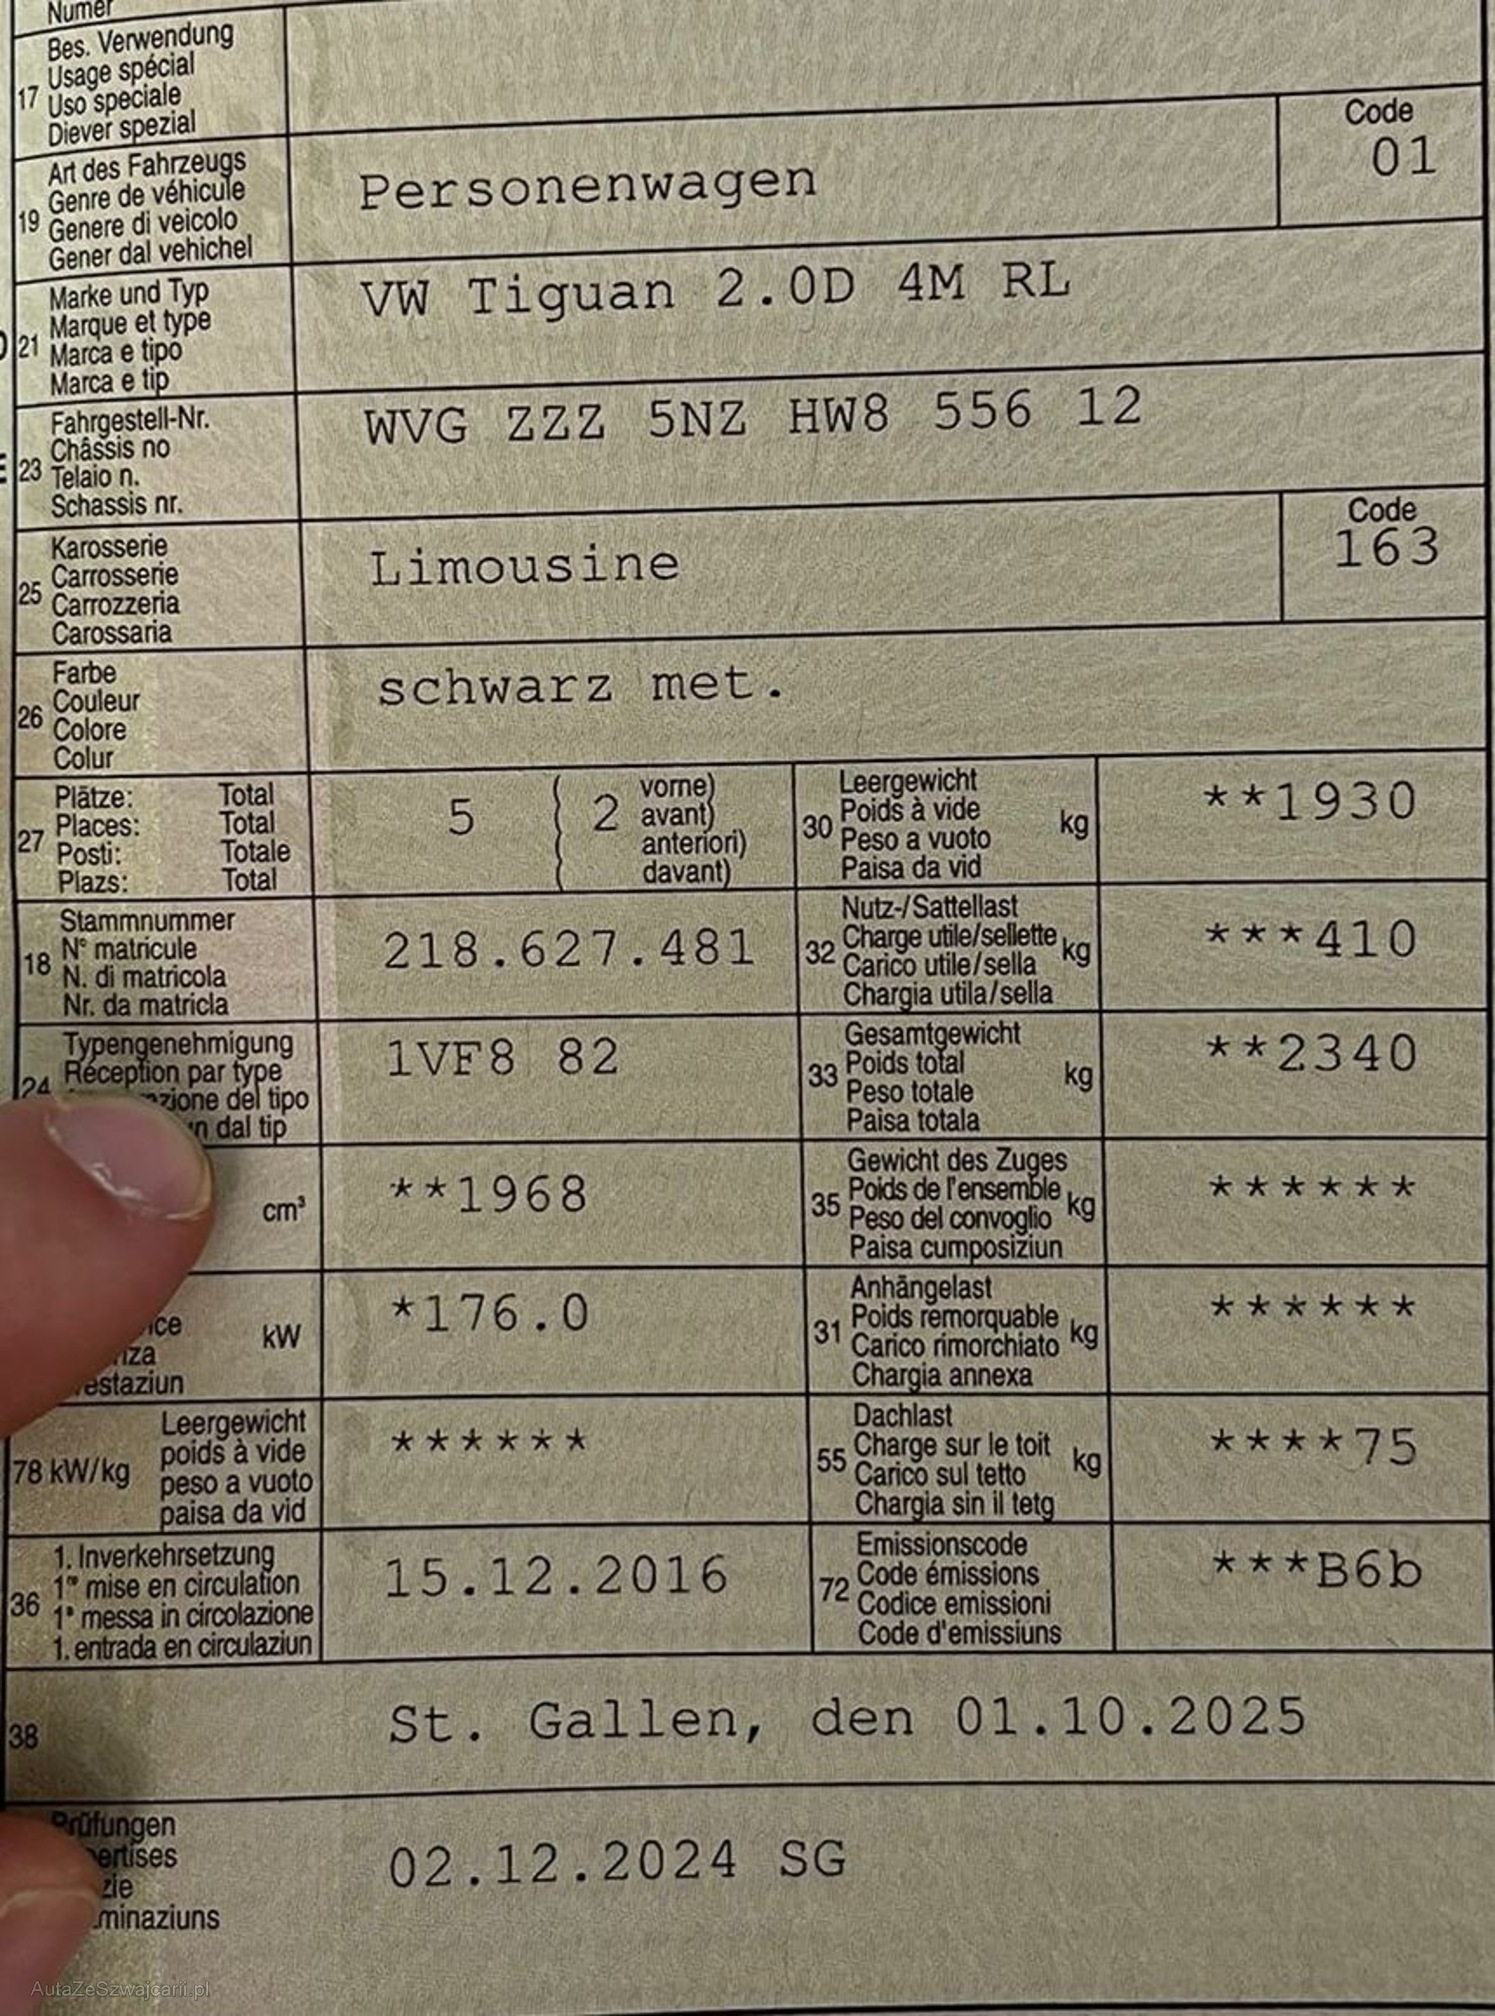 Numer
17 Bes. Verwendung
Usage spécial
Uso speciale
Diever spezial
19 Art des Fahrzeugs
Genre de véhicule
Genere di veicolo
Gener dal vehichel
Personenwagen
Code
01
21 Marke und Typ
Marque et type
Marca e tipo
Marca e tip
VW Tiguan 2.0D 4M RL
23 Fahrgestell-Nr.
Châssis no
Telaio n.
Schassis nr.
WVG ZZZ 5NZ HW8 556 12
25 Karosserie
Carrosserie
Carrozzeria
Carossaria
Limousine
Code
163
26 Farbe
Couleur
Colore
Colur
schwarz met.
27 Plätze: Total
Places: Total
Posti: Totale
Plazs: Total
5 ( 2 vorne)
avant)
anteriori)
davant)
30 Leergewicht
Poids à vide
Peso a vuoto
Paisa da vid
kg
**1930
18 Stammnummer
N° matricule
N. di matricola
Nr. da matricla
218.627.481
32 Nutz-/Sattellast
Charge utile/sellette
Carico utile/sella
Chargia utila/sella
kg
***410
24 Typengenehmigung
Réception par type
del tipo
dal tip
1VF8 82
33 Gesamtgewicht
Poids total
Peso totale
Paisa totala
kg
**2340
cm³
**1968
35 Gewicht des Zuges
Poids de l'ensemble
Peso del convoglio
Paisa cumposiziun
kg
******
kW
*176.0
31 Anhängelast
Poids remorquable
Carico rimorchiato
Chargia annexa
kg
******
78 kW/kg
Leergewicht
poids à vide
peso a vuoto
paisa da vid
******
55 Dachlast
Charge sur le toit
Carico sul tetto
Chargia sin il tetg
kg
****75
36 1. Inverkehrsetzung
1re mise en circulation
1a messa in circolazione
1. entrada en circulaziun
15.12.2016
72 Emissionscode
Code émissions
Codice emissioni
Code d'emissiuns
***B6b
38
St. Gallen, den 01.10.2025
Prüfungen
02.12.2024 SG
AutaZeSzwajcarii.pl